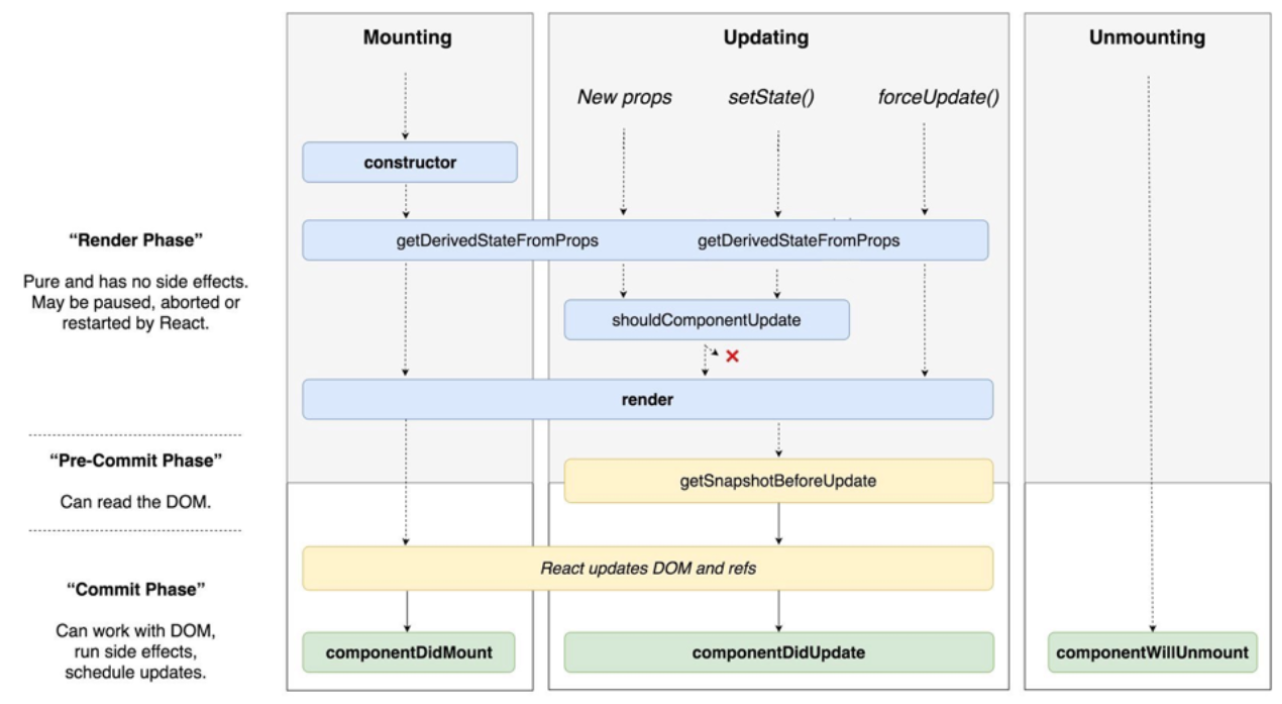 Mounting
Updating
Unmounting
New props
setState()
forceUpdate()
constructor
“Render Phase”
getDerivedStateFromProps
getDerivedStateFromProps
Pure and has no side effects.
May be paused, aborted or
restarted by React.
shouldComponentUpdate
render
“Pre-Commit Phase”
getSnapshotBeforeUpdate
Can read the DOM.
React updates DOM and refs
“Commit Phase”
Can work with DOM,
run side effects,
schedule updates.
componentDidMount
componentDidUpdate
componentWillUnmount